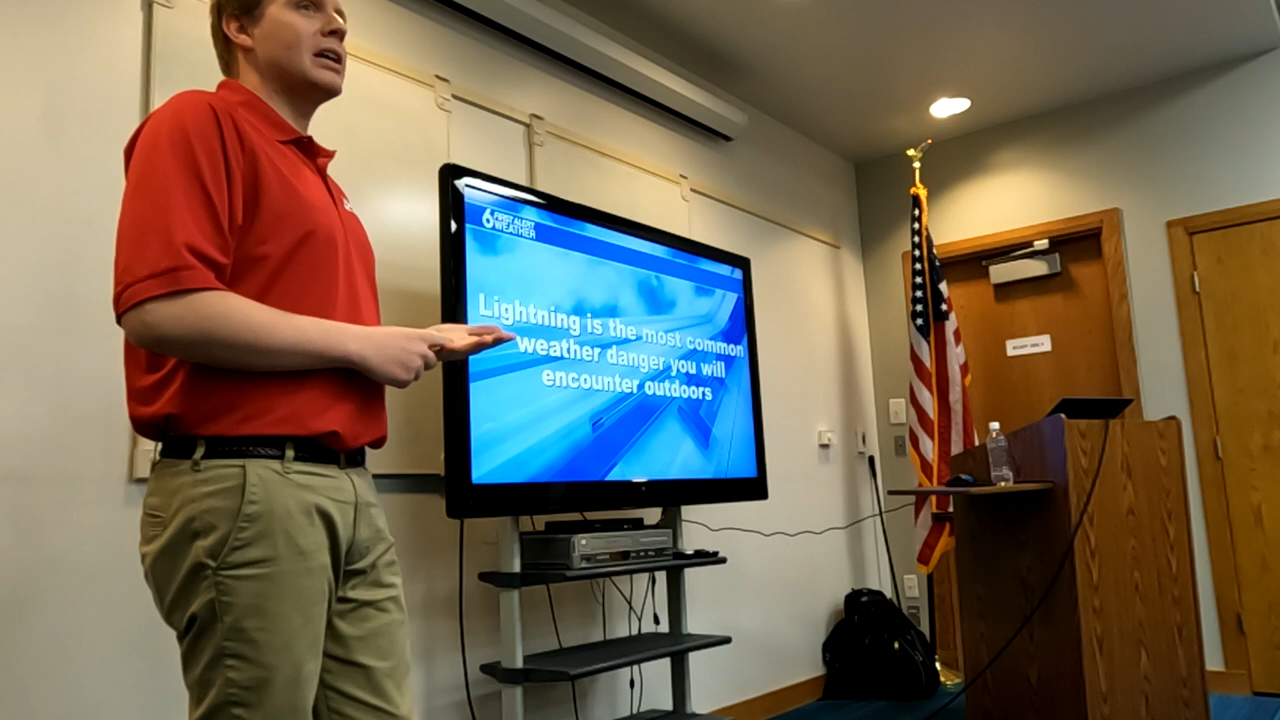 6 FIRST ALERT
WEATHER
Lightning is the most common
weather danger you will
encounter outdoors